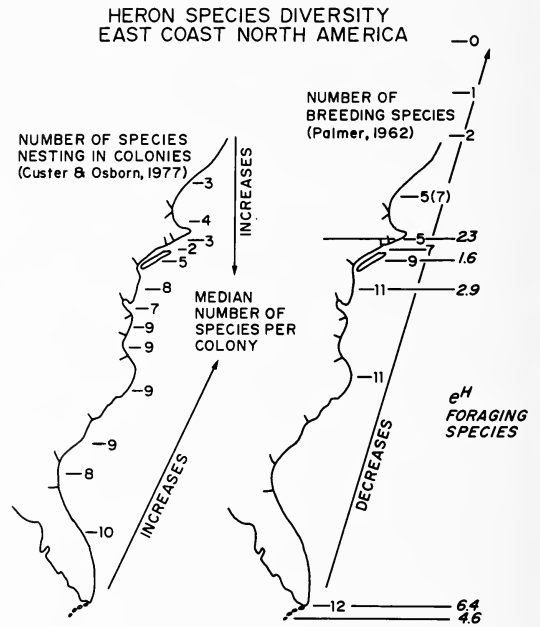 HERON SPECIES DIVERSITY
EAST COAST NORTH AMERICA
NUMBER OF SPECIES
NESTING IN COLONIES
(Custer & Osborn, 1977)
–3
–4
–3
–2
–5
–8
–7
–9
–9
–9
–9
–8
–10
INCREASES
MEDIAN
NUMBER OF
SPECIES PER
COLONY
INCREASES
NUMBER OF
BREEDING SPECIES
(Palmer, 1962)
–0
–1
–2
–5(7)
–5
–7
–9
–11
–11
–12
DECREASES
23
1.6
2.9
eH
FORAGING
SPECIES
6.4
4.6